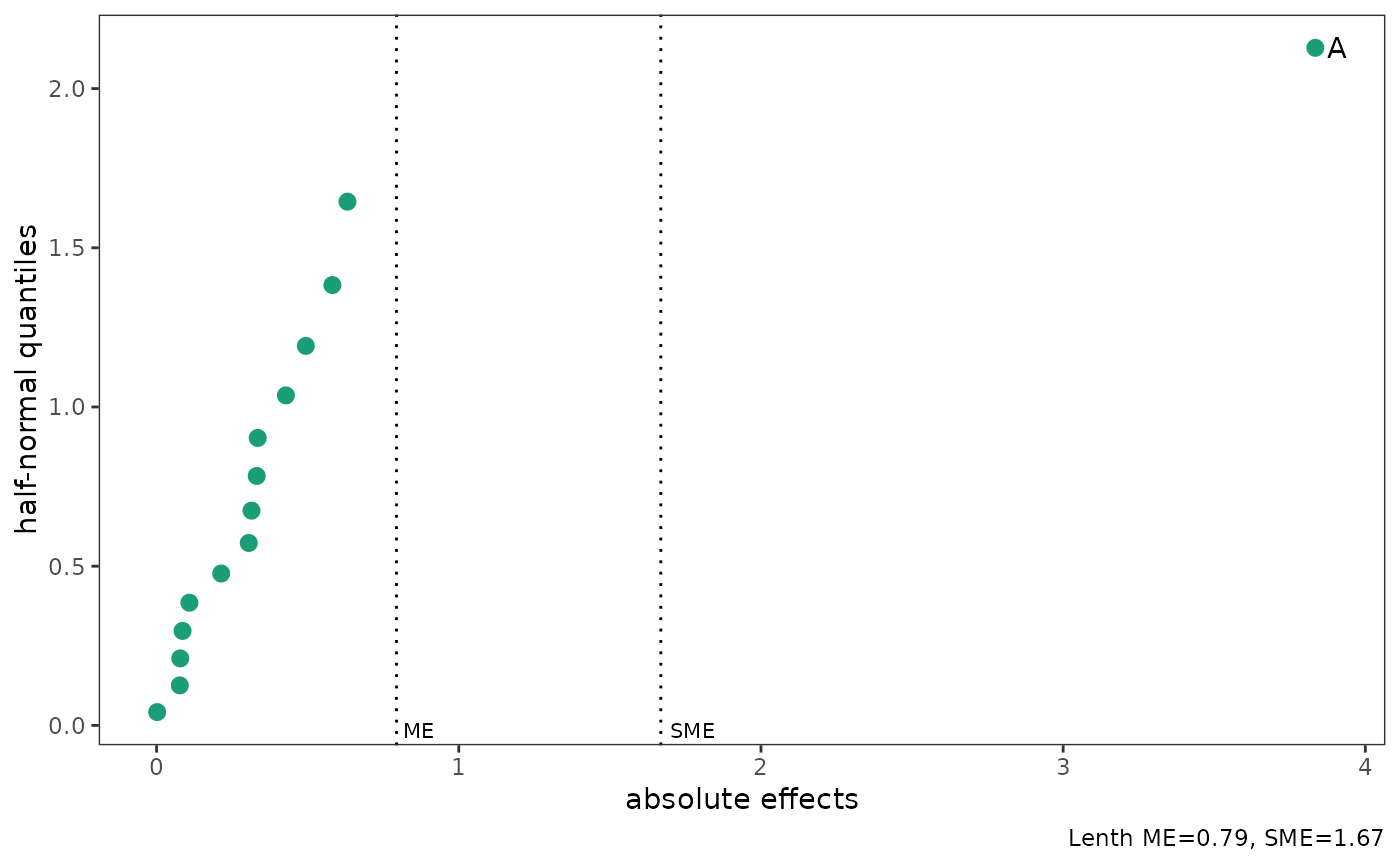 A
2.0
1.5
1.0
0.5
0.0
half-normal quantiles
ME
SME
0 1 2 3 4
absolute effects
Lenth ME=0.79, SME=1.67